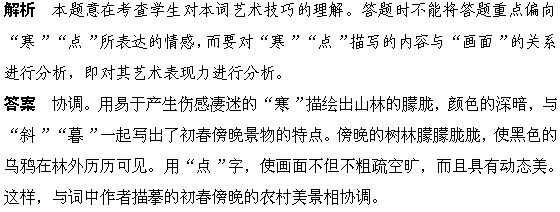 解析　本题意在考查学生对本词艺术技巧的理解。答题时不能将答题重点偏向
“寒”“点”所表达的情感，而要对“寒”“点”描写的内容与“画面”的关系
进行分析，即对其艺术表现力进行分析。
答案　协调。用易于产生伤感凄迷的“寒”描绘出山林的朦胧，颜色的深暗，与
“斜”“暮”一起写出了初春傍晚景物的特点。傍晚的树林朦朦胧胧，使黑色的
乌鸦在林外历历可见。用“点”字，使画面不但不粗疏空旷，而且具有动态美。
这样，与词中作者描摹的初春傍晚的农村美景相协调。